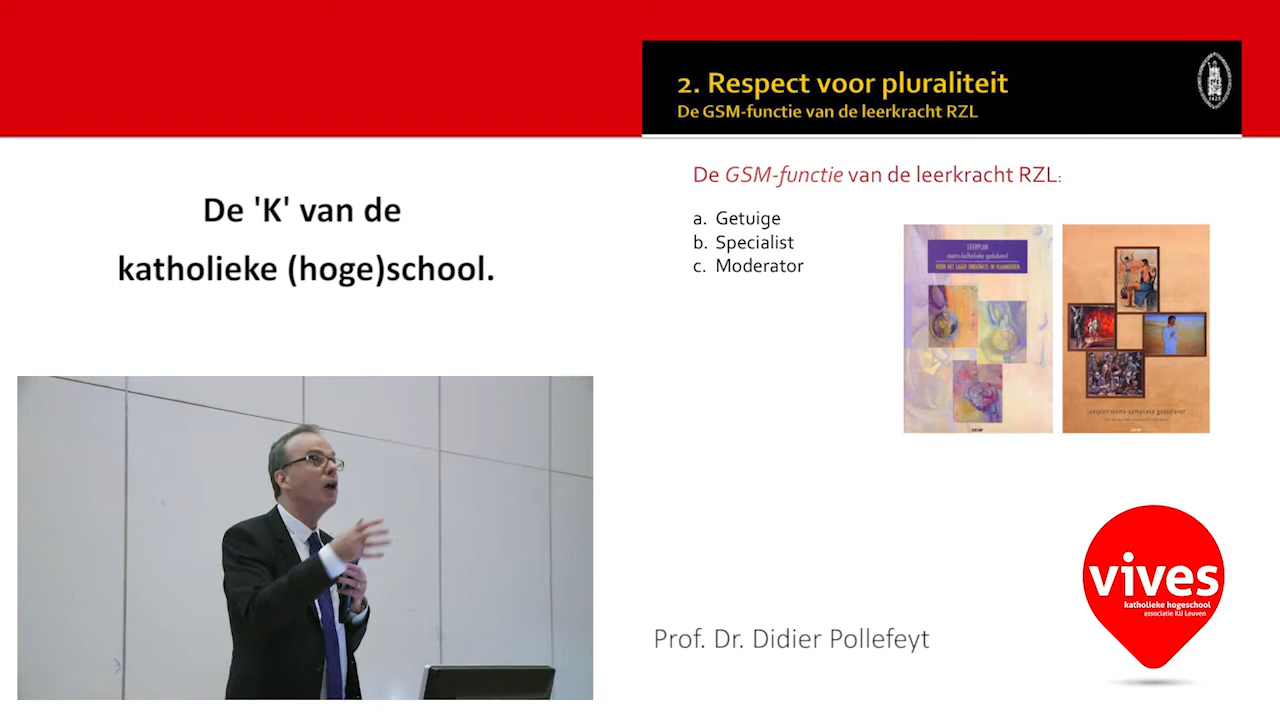 2. Respect voor pluraliteit
De GSM-functie van de leerkracht RZL
1425
De 'K' van de
katholieke (hoge)school.
De GSM-functie van de leerkracht RZL:
a. Getuige
b. Specialist
c. Moderator
LEERPLAN
rooms-katholieke godsdienst
VOOR HET LAGER ONDERWIJS IN VLAANDEREN
Leerplan rooms-katholieke godsdienst
vives
katholieke hogeschool
associatie KU Leuven
Prof. Dr. Didier Pollefeyt